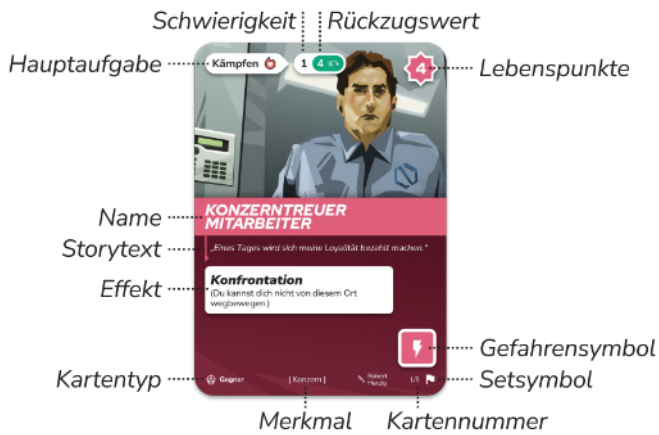 Schwierigkeit
Rückzugswert
Hauptaufgabe
Kämpfen
1
4
4
Lebenspunkte
Name
KONZERNTREUER
MITARBEITER
Storytext
„Eines Tages wird sich meine Loyalität bezahlt machen."
Effekt
Konfrontation
(Du kannst dich nicht von diesem Ort
wegbewegen.)
Gefahrensymbol
Kartentyp
Gegner
[Konzern]
Robert
Herzig
1/5
Setsymbol
Merkmal
Kartennummer